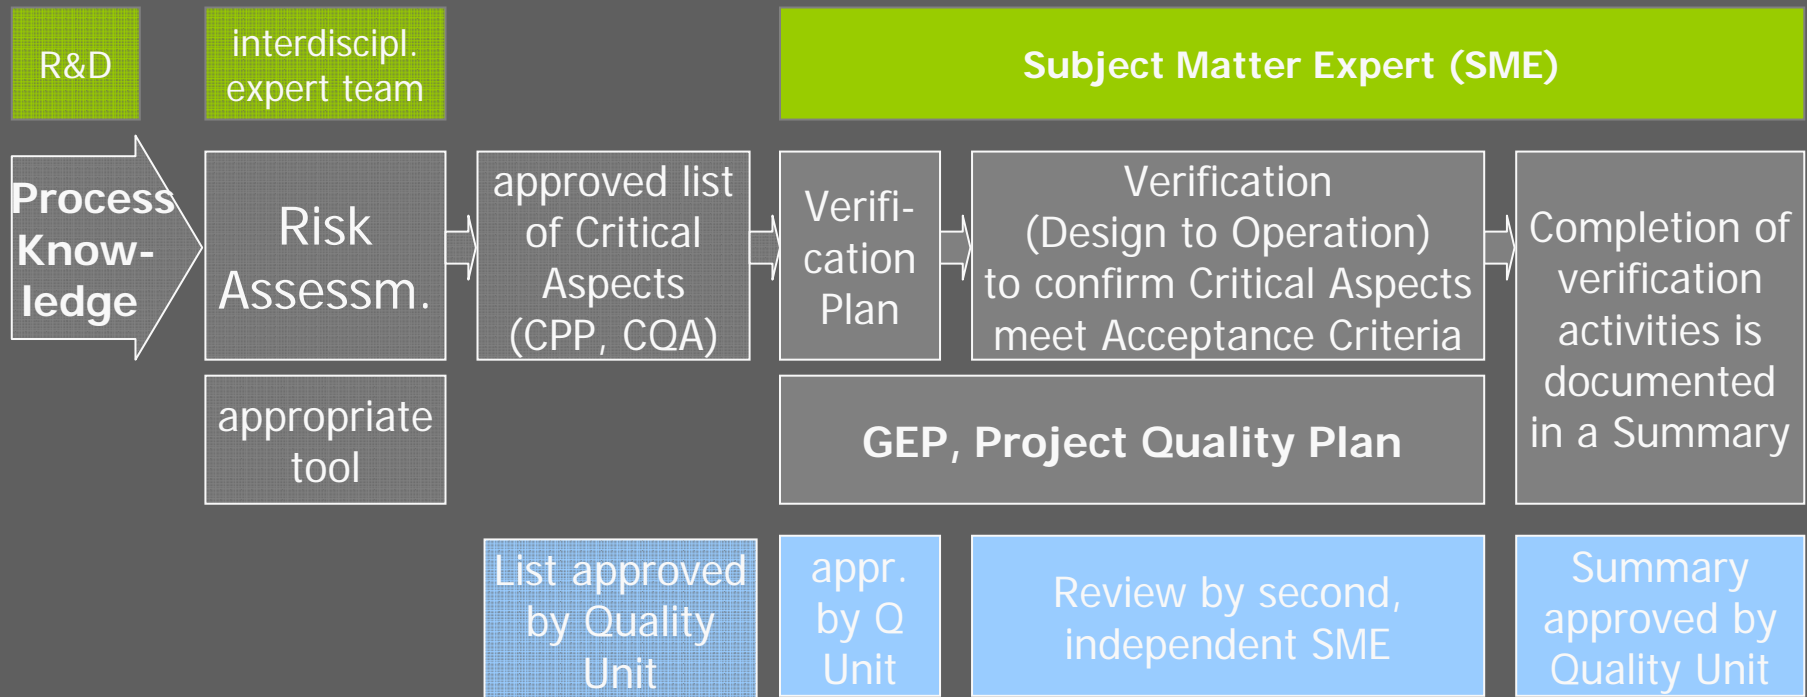 R&D
interdiscipl.
expert team
Subject Matter Expert (SME)
Process
Know-
ledge
Risk
Assessm.
approved list
of Critical
Aspects
(CPP, CQA)
Verifi-
cation
Plan
Verification
(Design to Operation)
to confirm Critical Aspects
meet Acceptance Criteria
Completion of
verification
activities is
documented
in a Summary
appropriate
tool
GEP, Project Quality Plan
List approved
by Quality
Unit
appr.
by Q
Unit
Review by second,
independent SME
Summary
approved by
Quality Unit